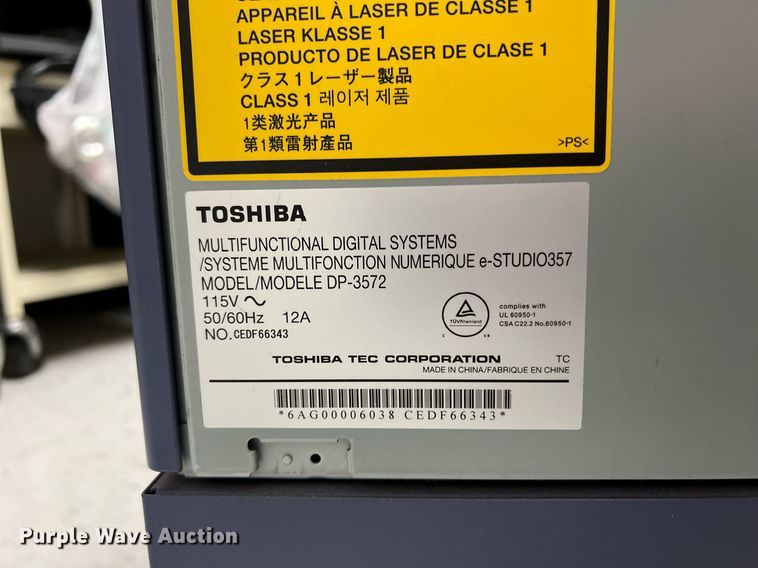 APPAREIL À LASER DE CLASSE 1
LASER KLASSE 1
PRODUCTO DE LASER DE CLASE 1
クラス1レーザー製品
CLASS 1 레이저 제품
1类激光产品
第1類雷射產品
>PS<
TOSHIBA
MULTIFUNCTIONAL DIGITAL SYSTEMS
/SYSTEME MULTIFONCTION NUMERIQUE e-STUDIO357
MODEL/MODELE DP-3572
115V ~
50/60Hz 12A
NO. CEDF66343
TÜVRheinland
C US
complies with
UL 60950-1
CSA C22.2 No.60950-1
TOSHIBA TEC CORPORATION TC
MADE IN CHINA/FABRIQUE EN CHINE
*6AG00006038 CEDF66343*
Purple Wave Auction